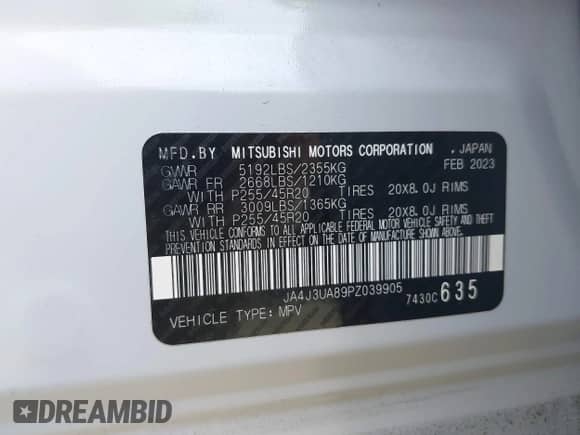 MFD. BY MITSUBISHI MOTORS CORPORATION . JAPAN
GVWR 5192LBS/2355KG FEB 2023
GAWR FR 2668LBS/1210KG
WITH P255/45R20 TIRES 20X8.0J RIMS
GAWR RR 3009LBS/1365KG
WITH P255/45R20 TIRES 20X8.0J RIMS
THIS VEHICLE CONFORMS TO ALL APPLICABLE FEDERAL MOTOR VEHICLE SAFETY AND THEFT
PREVENTION STANDARDS IN EFFECT ON THE DATE OF MANUFACTURE SHOWN ABOVE.
JA4J3UA89PZ039905
7430C 635
VEHICLE TYPE: MPV
DREAMBID